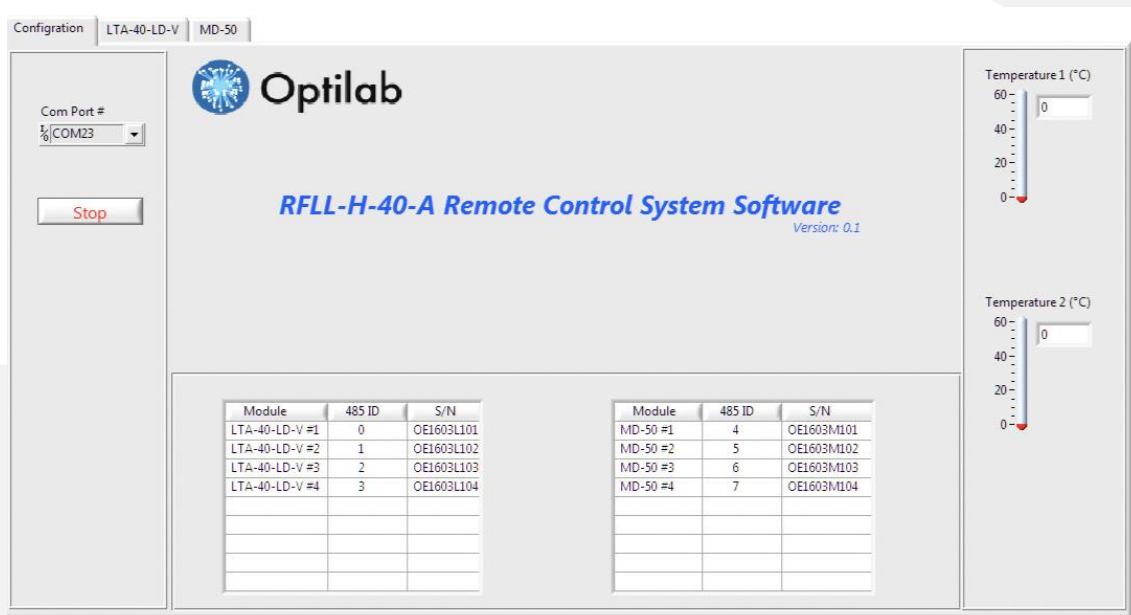 Configration LTA-40-LD-V MD-50
Com Port #
COM23
Stop
Optilab
RFLL-H-40-A Remote Control System Software
Version: 0.1
Temperature 1 (°C)
60
0
40
20
0
Temperature 2 (°C)
60
0
40
20
0
Module 485 ID S/N
LTA-40-LD-V #1 0 OE1603L101
LTA-40-LD-V #2 1 OE1603L102
LTA-40-LD-V #3 2 OE1603L103
LTA-40-LD-V #4 3 OE1603L104
Module 485 ID S/N
MD-50 #1 4 OE1603M101
MD-50 #2 5 OE1603M102
MD-50 #3 6 OE1603M103
MD-50 #4 7 OE1603M104